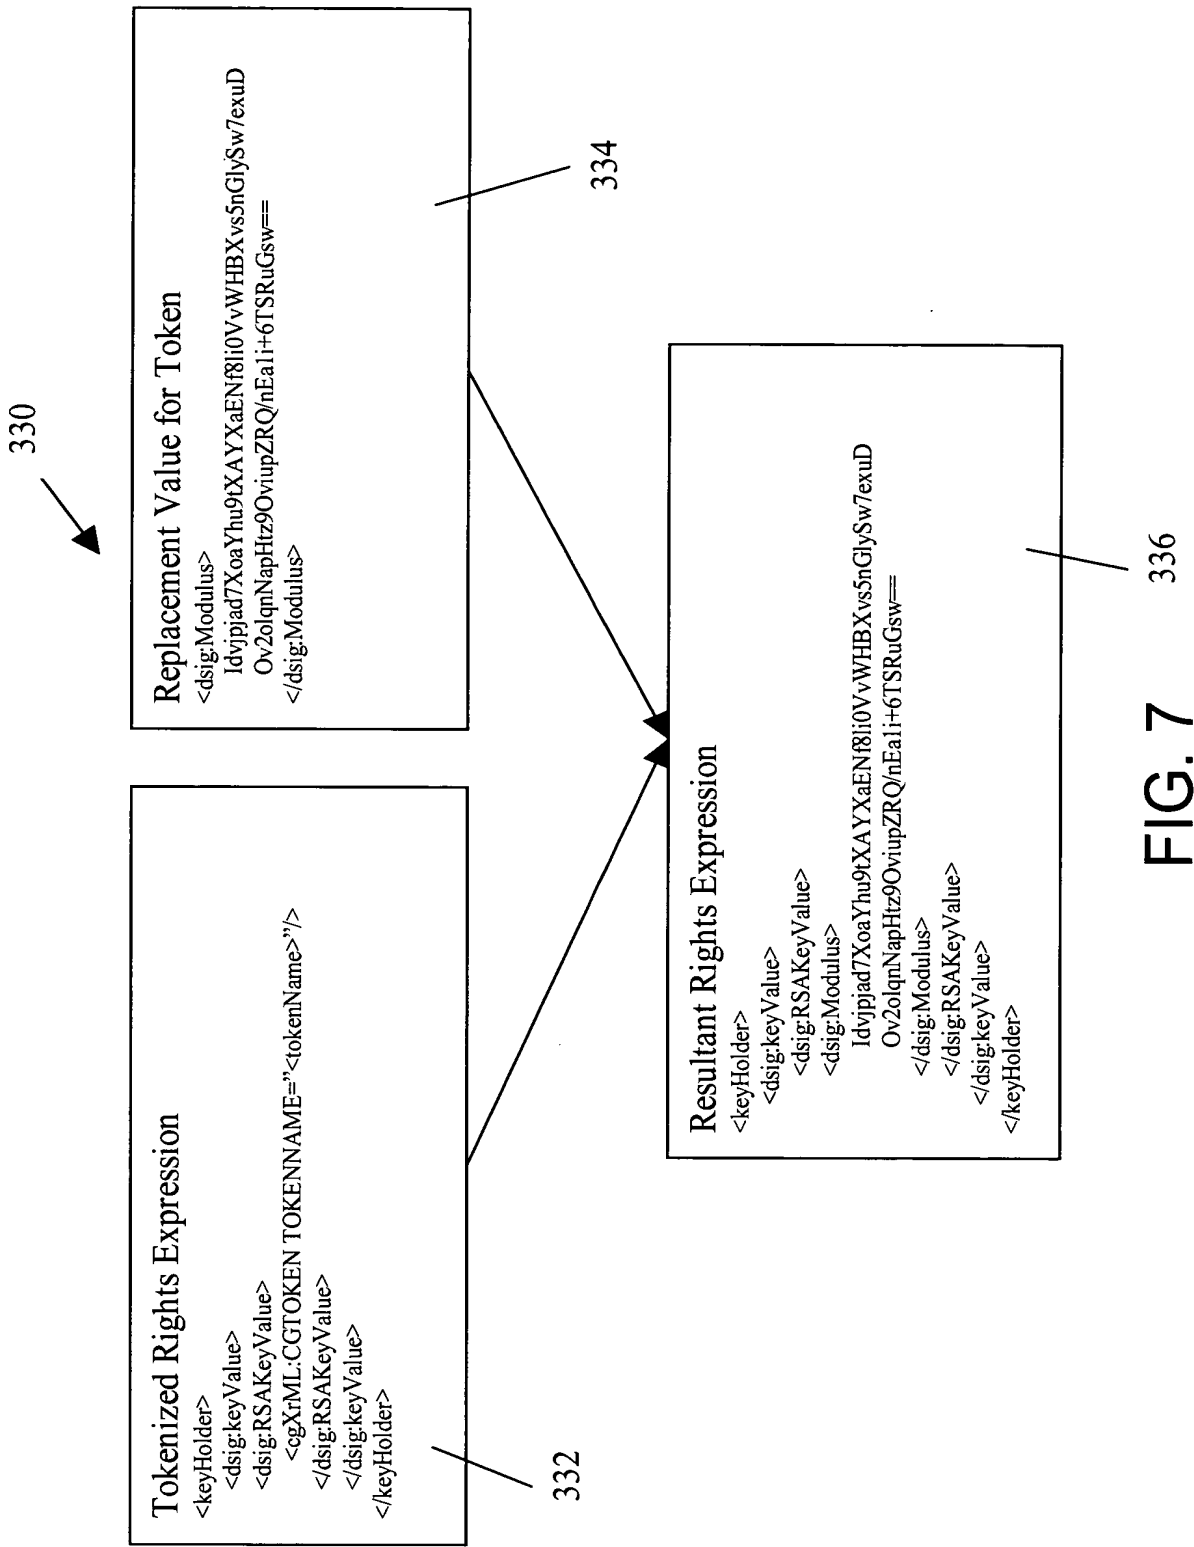 330
Tokenized Rights Expression
<keyHolder>
<dsig:keyValue>
<dsig:RSAKeyValue>
<cgXrML:CGTOKEN TOKENNAME=”<tokenName>”/>
</dsig:RSAKeyValue>
</dsig:keyValue>
</keyHolder>
332
Replacement Value for Token
<dsig:Modulus>
Idvjpjad7XoaYhu9tXAYXaENf8li0VvWHBXvs5nGlySw7exuD
Ov2olqnNapHtz9OviupZRQ/nEa1i+6TSRuGsw==
</dsig:Modulus>
334
Resultant Rights Expression
<keyHolder>
<dsig:keyValue>
<dsig:RSAKeyValue>
<dsig:Modulus>
Idvjpjad7XoaYhu9tXAYXaENf8li0VvWHBXvs5nGlySw7exuD
Ov2olqnNapHtz9OviupZRQ/nEa1i+6TSRuGsw==
</dsig:Modulus>
</dsig:RSAKeyValue>
</dsig:keyValue>
</keyHolder>
336
FIG. 7